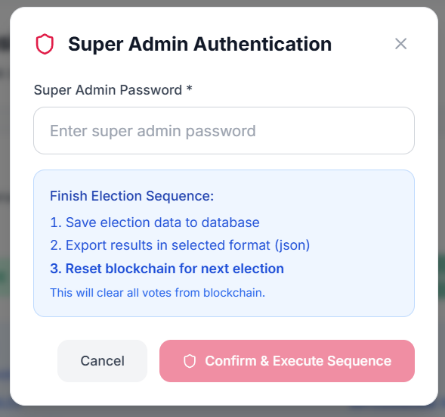 Super Admin Authentication
Super Admin Password *
Enter super admin password
Finish Election Sequence:
1. Save election data to database
2. Export results in selected format (json)
3. Reset blockchain for next election
This will clear all votes from blockchain.
Cancel
Confirm & Execute Sequence